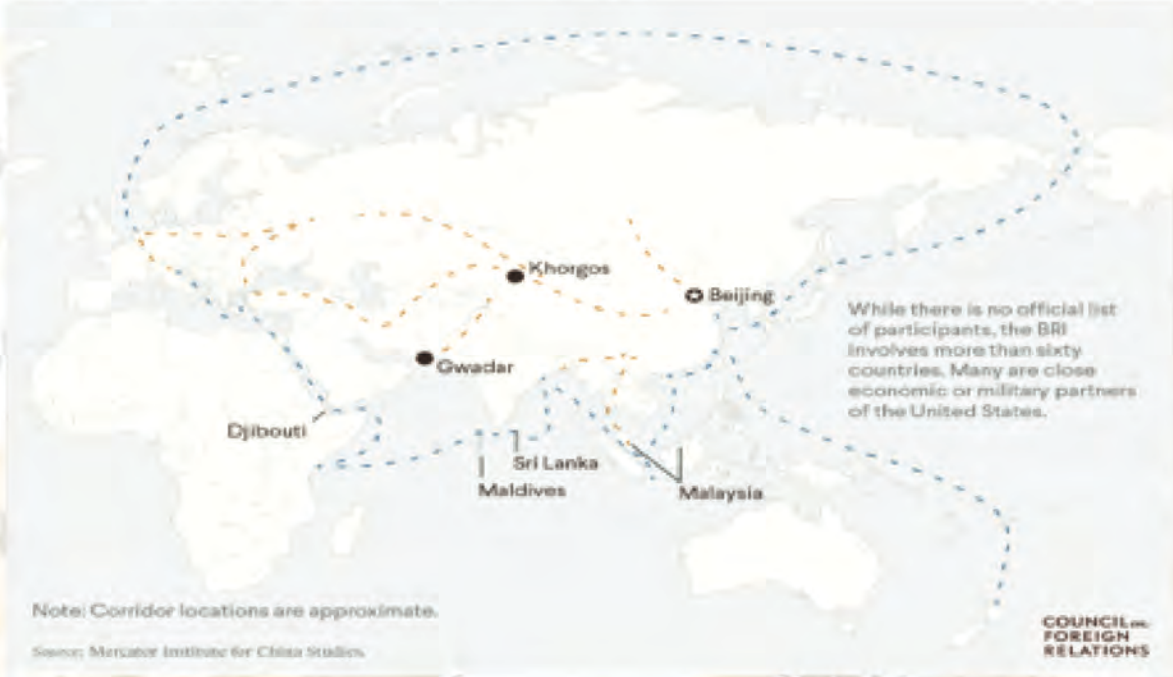 Khorgos
Beijing
Gwadar
While there is no official list
of participants, the BRI
involves more than sixty
countries. Many are close
economic or military partners
of the United States.
Djibouti
Sri Lanka
Maldives
Malaysia
Note: Corridor locations are approximate.
Source: Mercator Institute for China Studies.
COUNCIL on
FOREIGN
RELATIONS